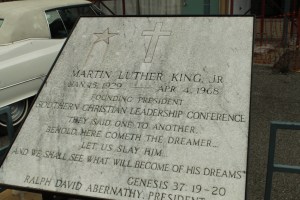 MARTIN LUTHER KING, JR.
JAN. 15, 1929 APR. 4, 1968
FOUNDING PRESIDENT
SOUTHERN CHRISTIAN LEADERSHIP CONFERENCE
THEY SAID ONE TO ANOTHER,
BEHOLD, HERE COMETH THE DREAMER...
LET US SLAY HIM...
AND WE SHALL SEE WHAT WILL BECOME OF HIS DREAMS"
GENESIS 37. 19-20
RALPH DAVID ABERNATHY, PRESIDENT